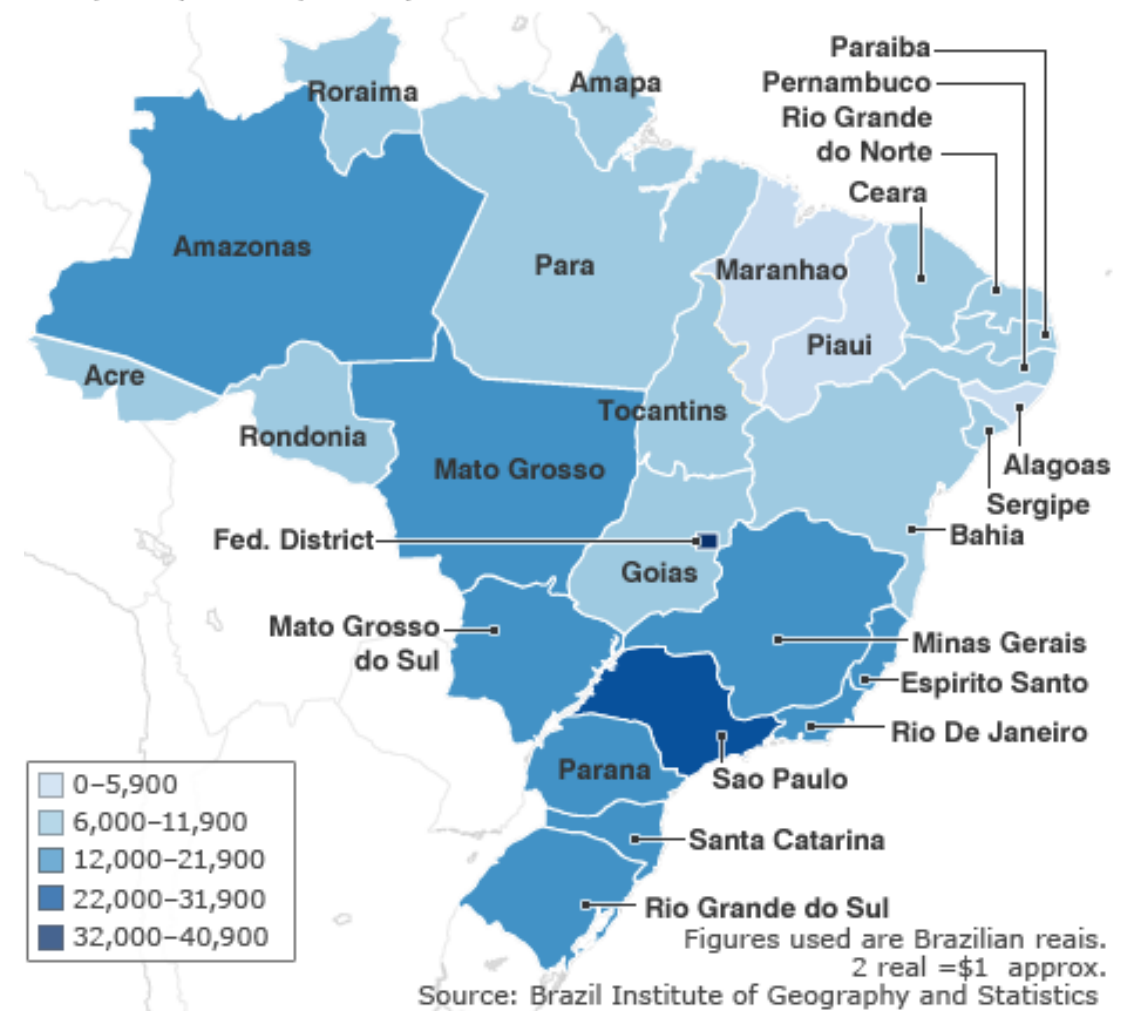 Paraiba
Pernambuco
Rio Grande
do Norte
Ceara
Roraima
Amapa
Amazonas
Para
Maranhao
Piaui
Acre
Tocantins
Rondonia
Mato Grosso
Alagoas
Sergipe
Bahia
Fed. District
Goias
Mato Grosso
do Sul
Minas Gerais
Espirito Santo
Rio De Janeiro
Parana
Sao Paulo
Santa Catarina
Rio Grande do Sul
0–5,900
6,000–11,900
12,000–21,900
22,000–31,900
32,000–40,900
Figures used are Brazilian reais.
2 real =$1 approx.
Source: Brazil Institute of Geography and Statistics